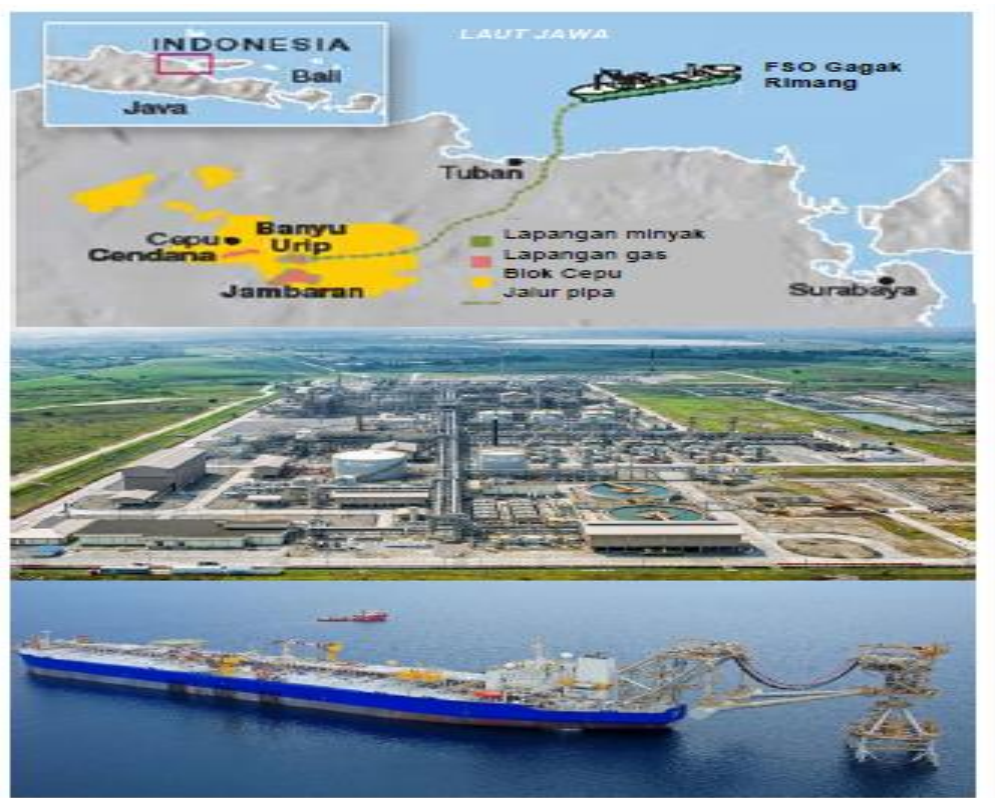 INDONESIA
Bali
Java
LAUT JAWA
FSO Gagak
Rimang
Tuban
Banyu
Urip
Cepu
Cendana
Jambaran
Lapangan minyak
Lapangan gas
Blok Cepu
Jalur pipa
Surabaya